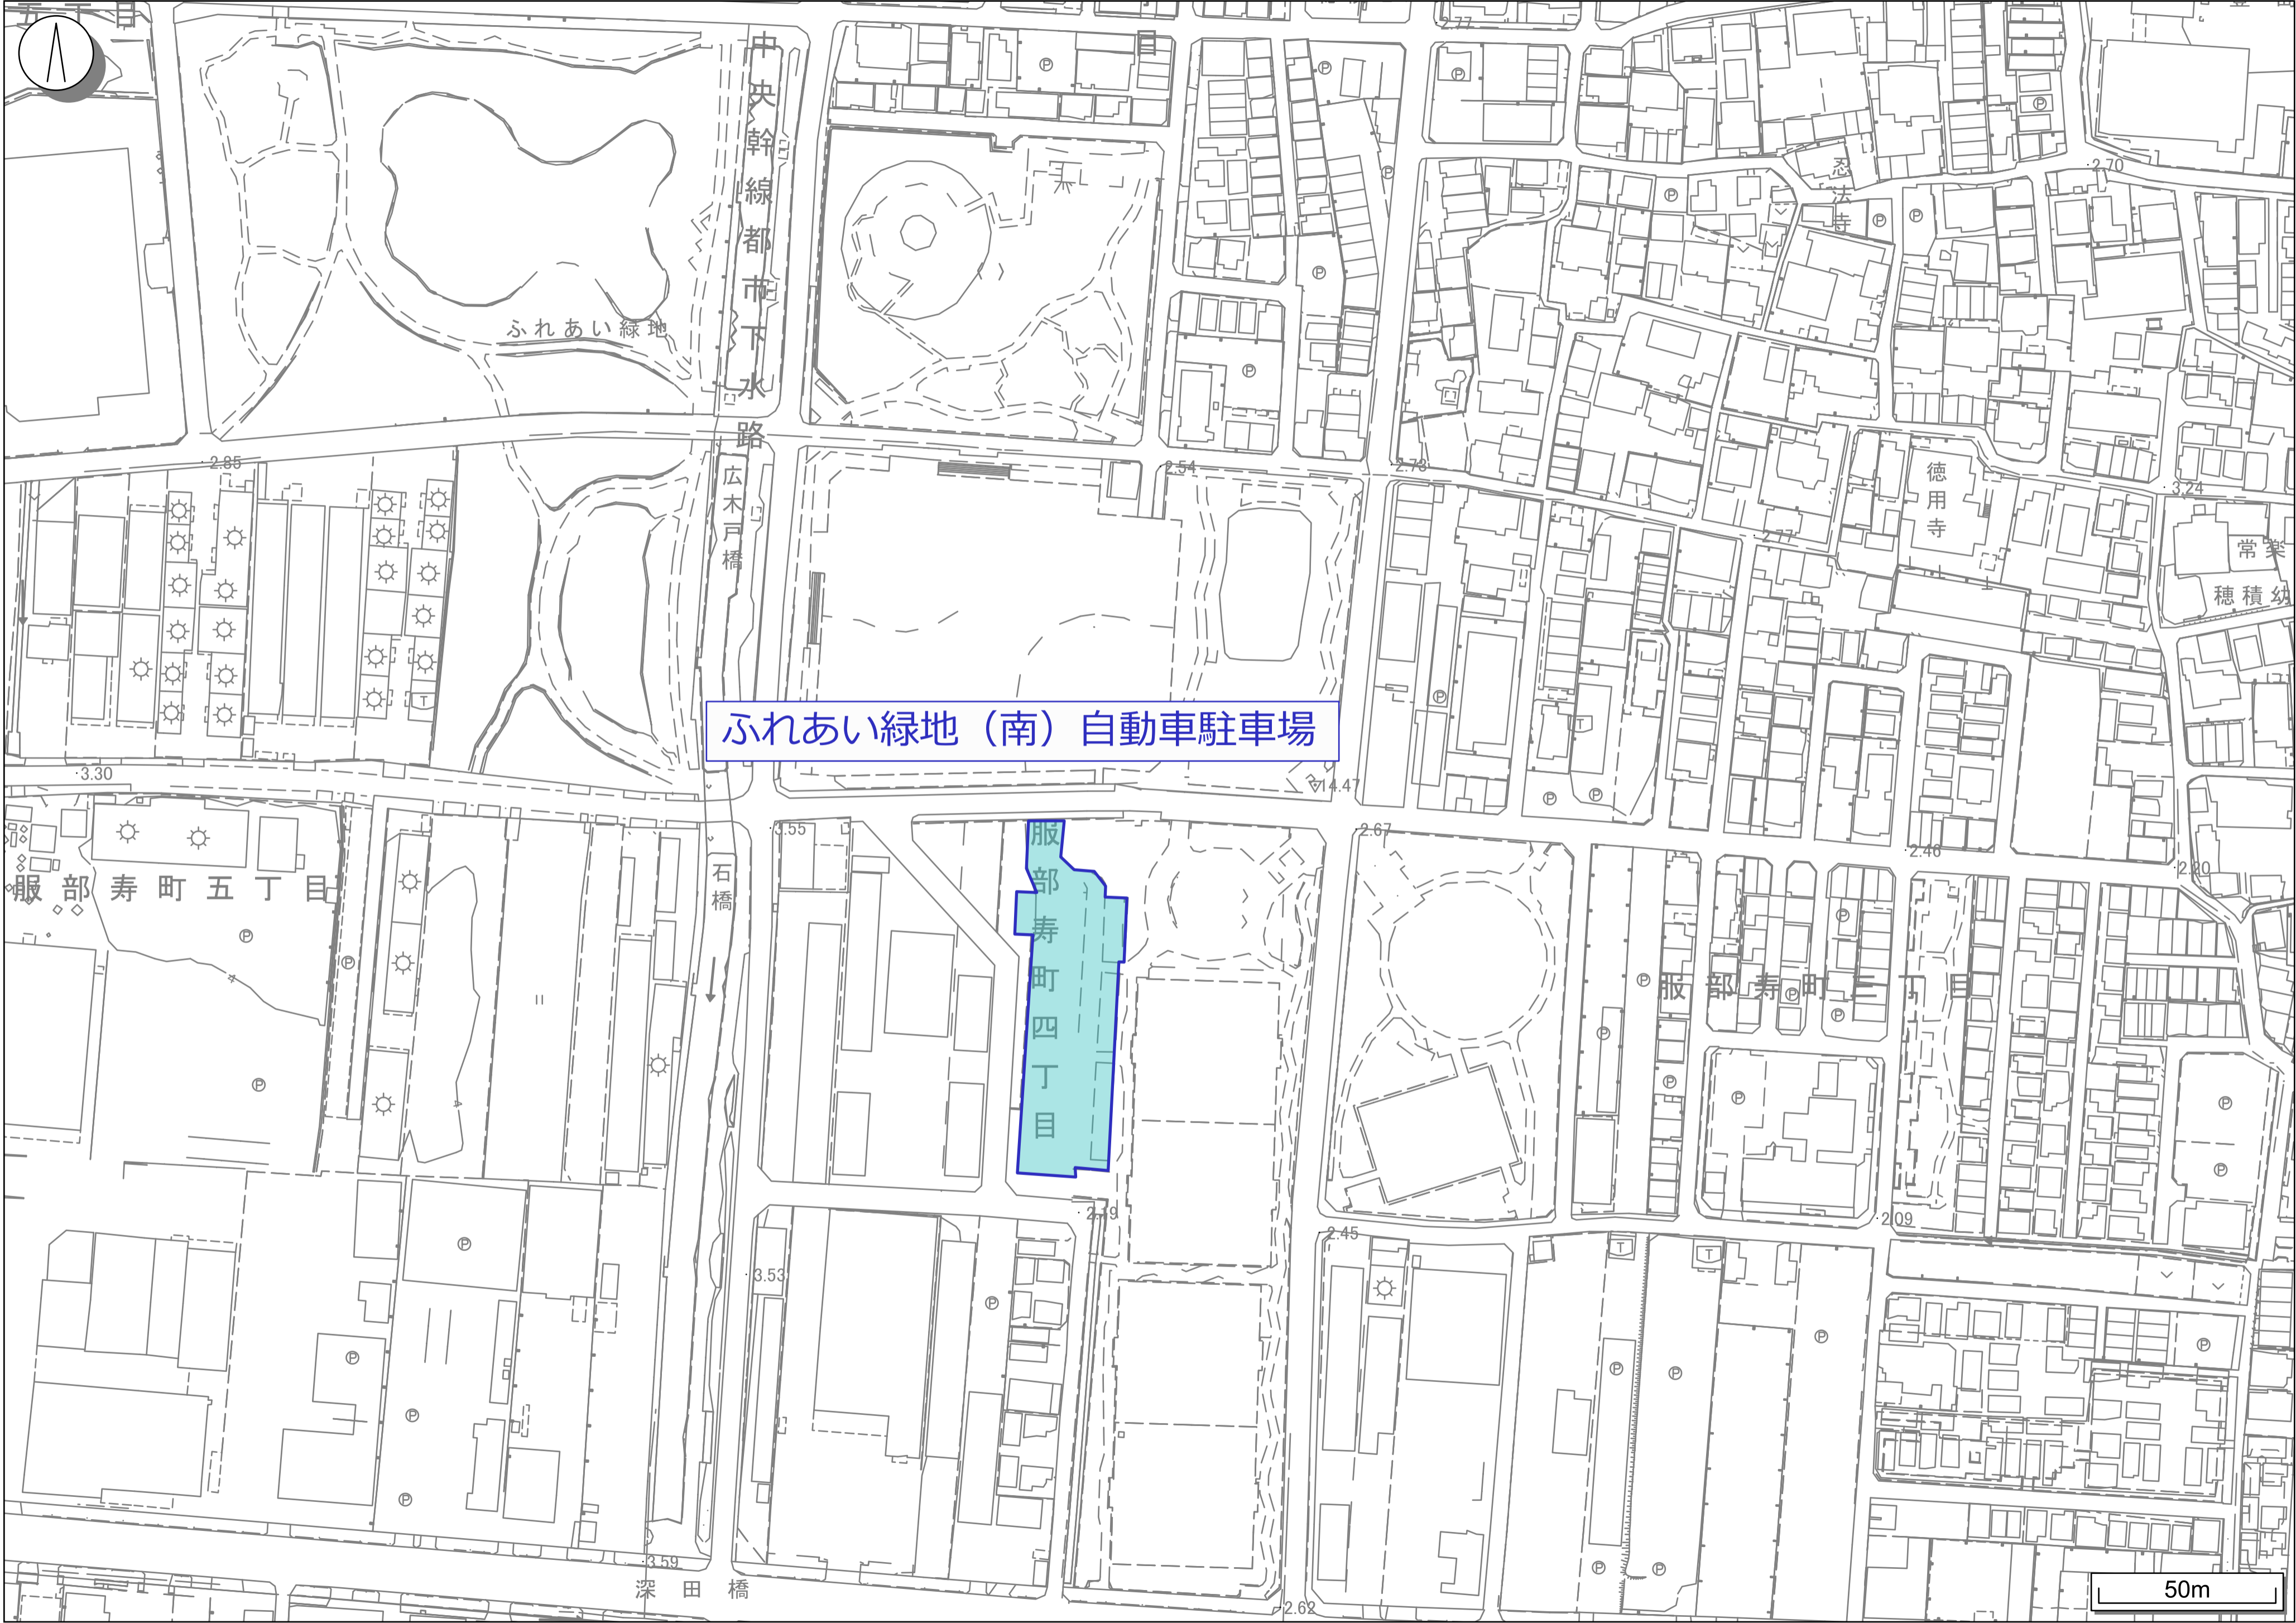 五丁目
中央幹線都市下水路
目
2.77
忍法寺
2.70
ふれあい緑地
2.85
広木戸橋
2.54
2.73
2.77
徳用寺
3.24
常楽
穂積幼
ふれあい緑地（南）自動車駐車場
3.30
14.47
3.55
2.67
2.46
2.20
服部寿町五丁目
石橋
服部寿町四丁目
服部寿町三丁目
2.45
2.09
3.53
3.59
深田橋
2.62
50m